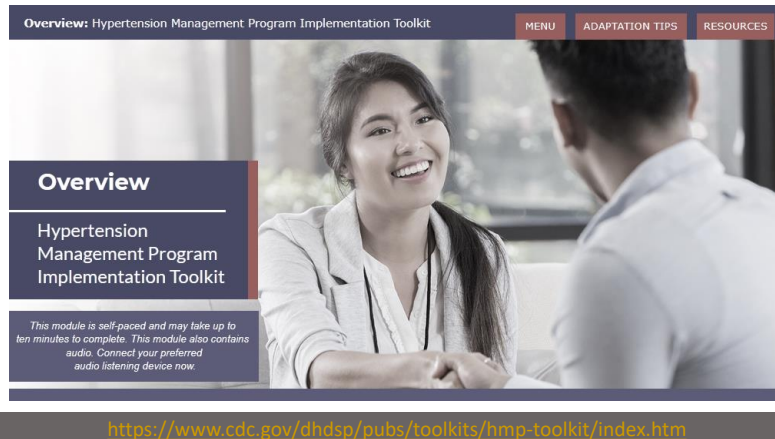 Overview: Hypertension Management Program Implementation Toolkit
MENU
ADAPTATION TIPS
RESOURCES
Overview
Hypertension
Management Program
Implementation Toolkit
This module is self-paced and may take up to
ten minutes to complete. This module also contains
audio. Connect your preferred
audio listening device now.
https://www.cdc.gov/dhdsp/pubs/toolkits/hmp-toolkit/index.htm